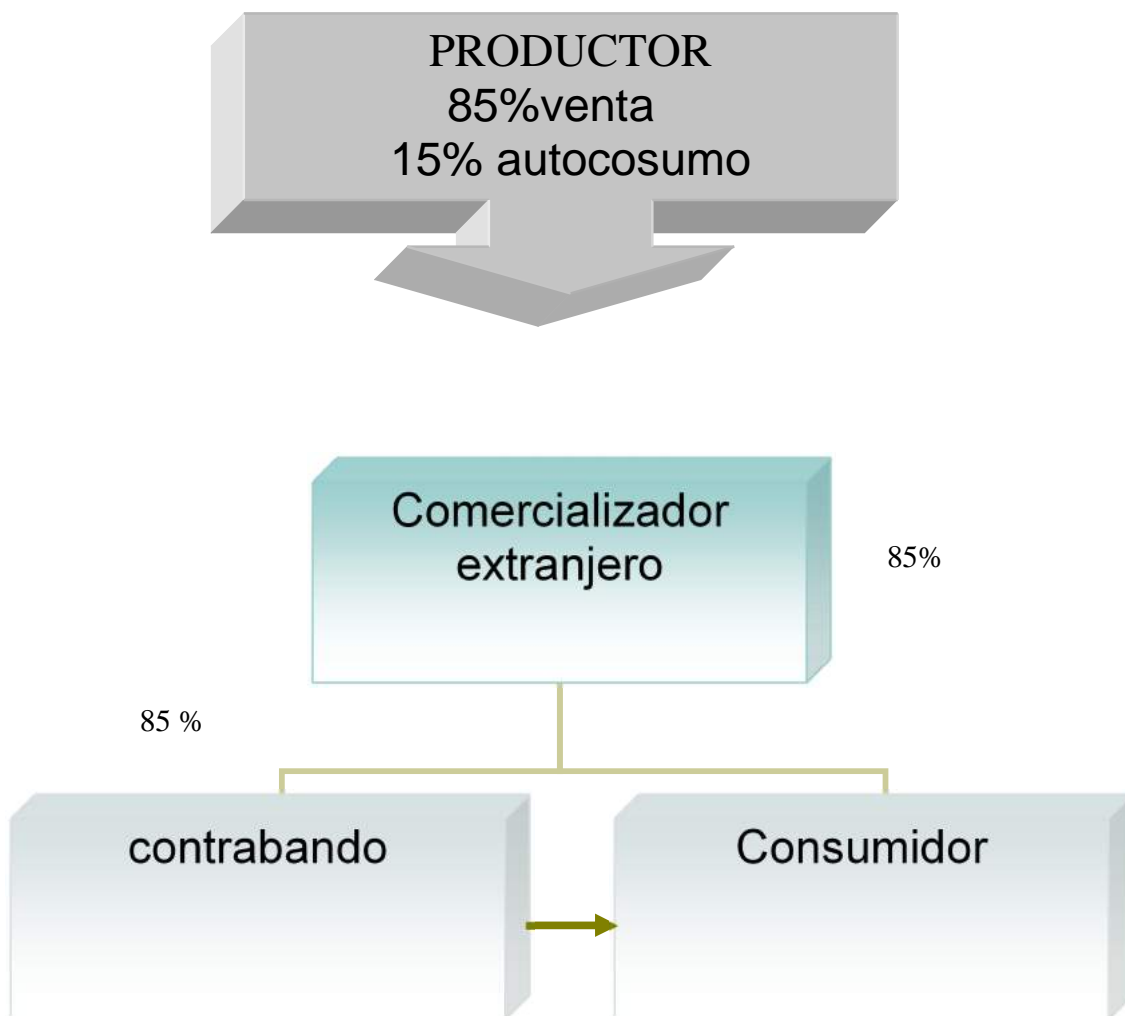 PRODUCTOR
85%venta
15% autocosumo
Comercializador
extranjero
85%
85 %
contrabando
Consumidor